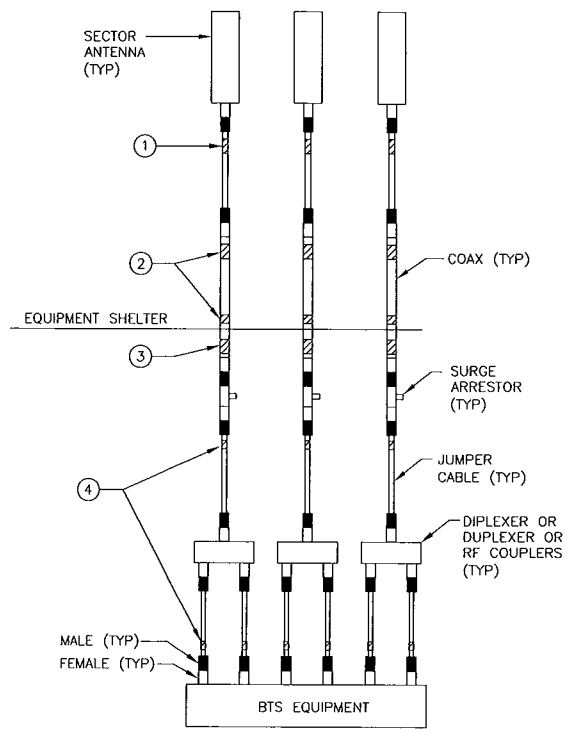 SECTOR
ANTENNA
(TYP)
1
2
COAX (TYP)
EQUIPMENT SHELTER
3
SURGE
ARRESTOR
(TYP)
JUMPER
CABLE (TYP)
4
DIPLEXER OR
DUPLEXER OR
RF COUPLERS
(TYP)
MALE (TYP)
FEMALE (TYP)
BTS EQUIPMENT